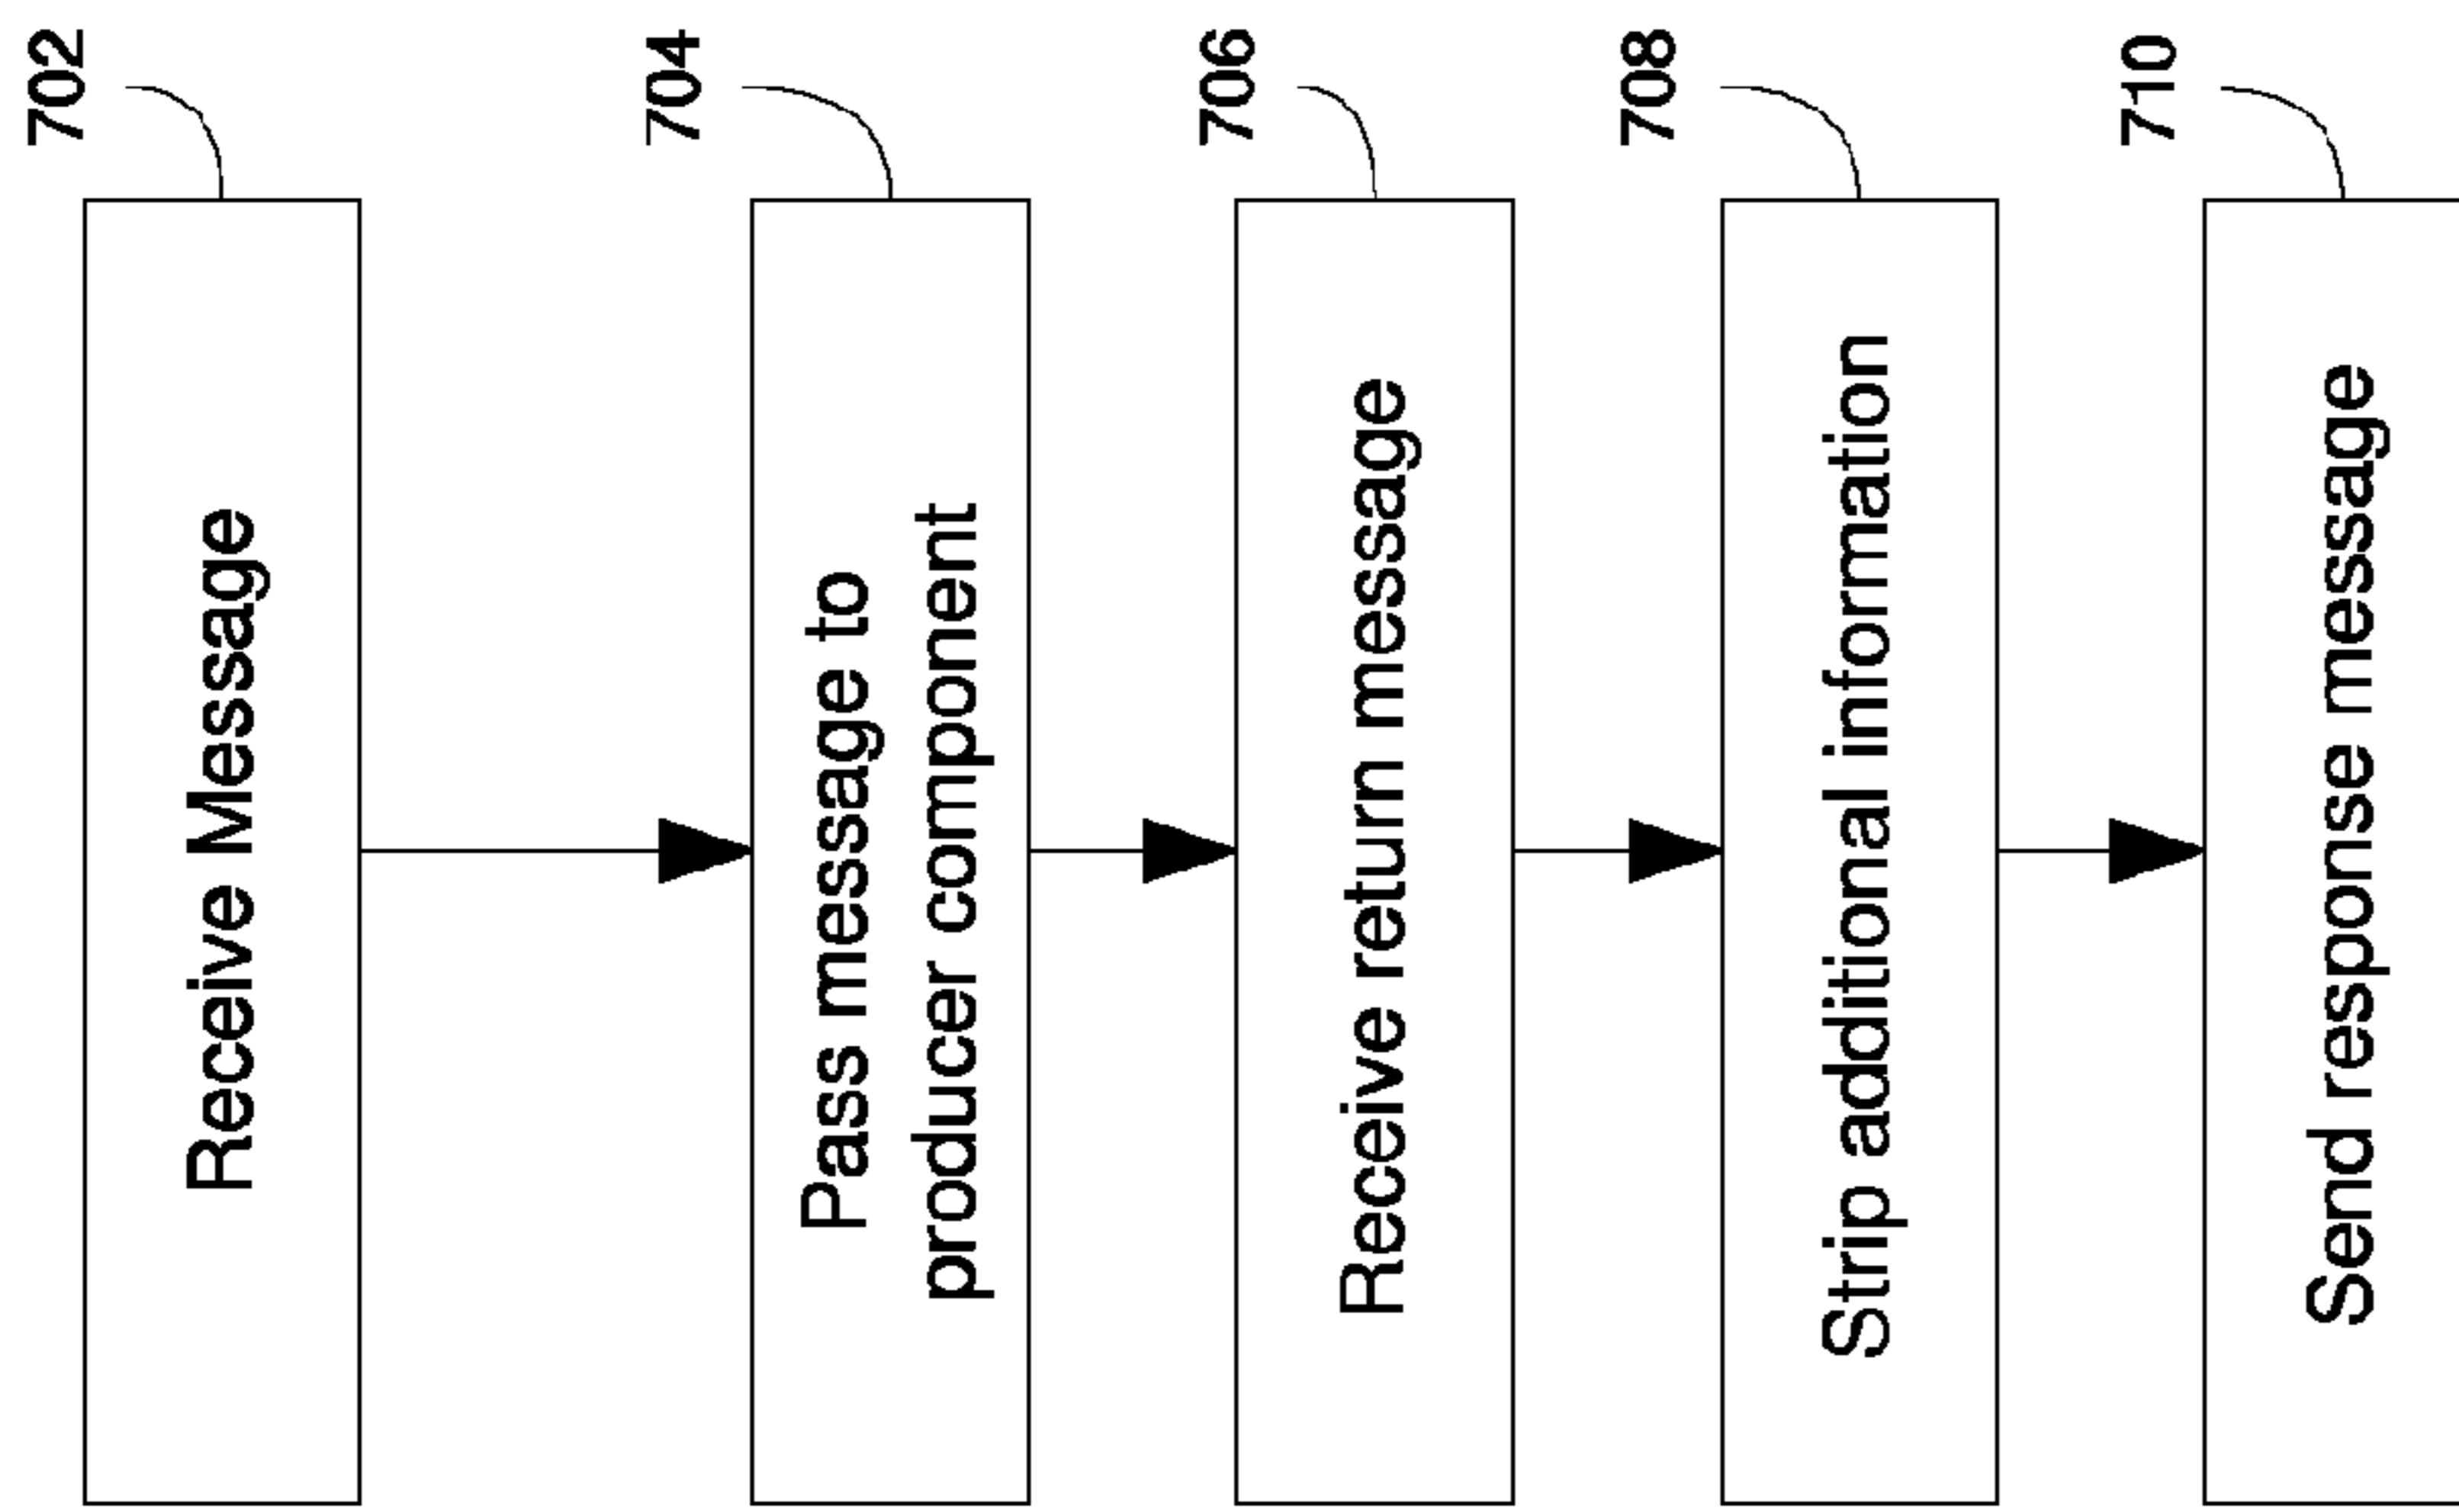 702
Receive Message
704
Pass message to
producer component
706
Receive return message
708
Strip additional information
710
Send response message